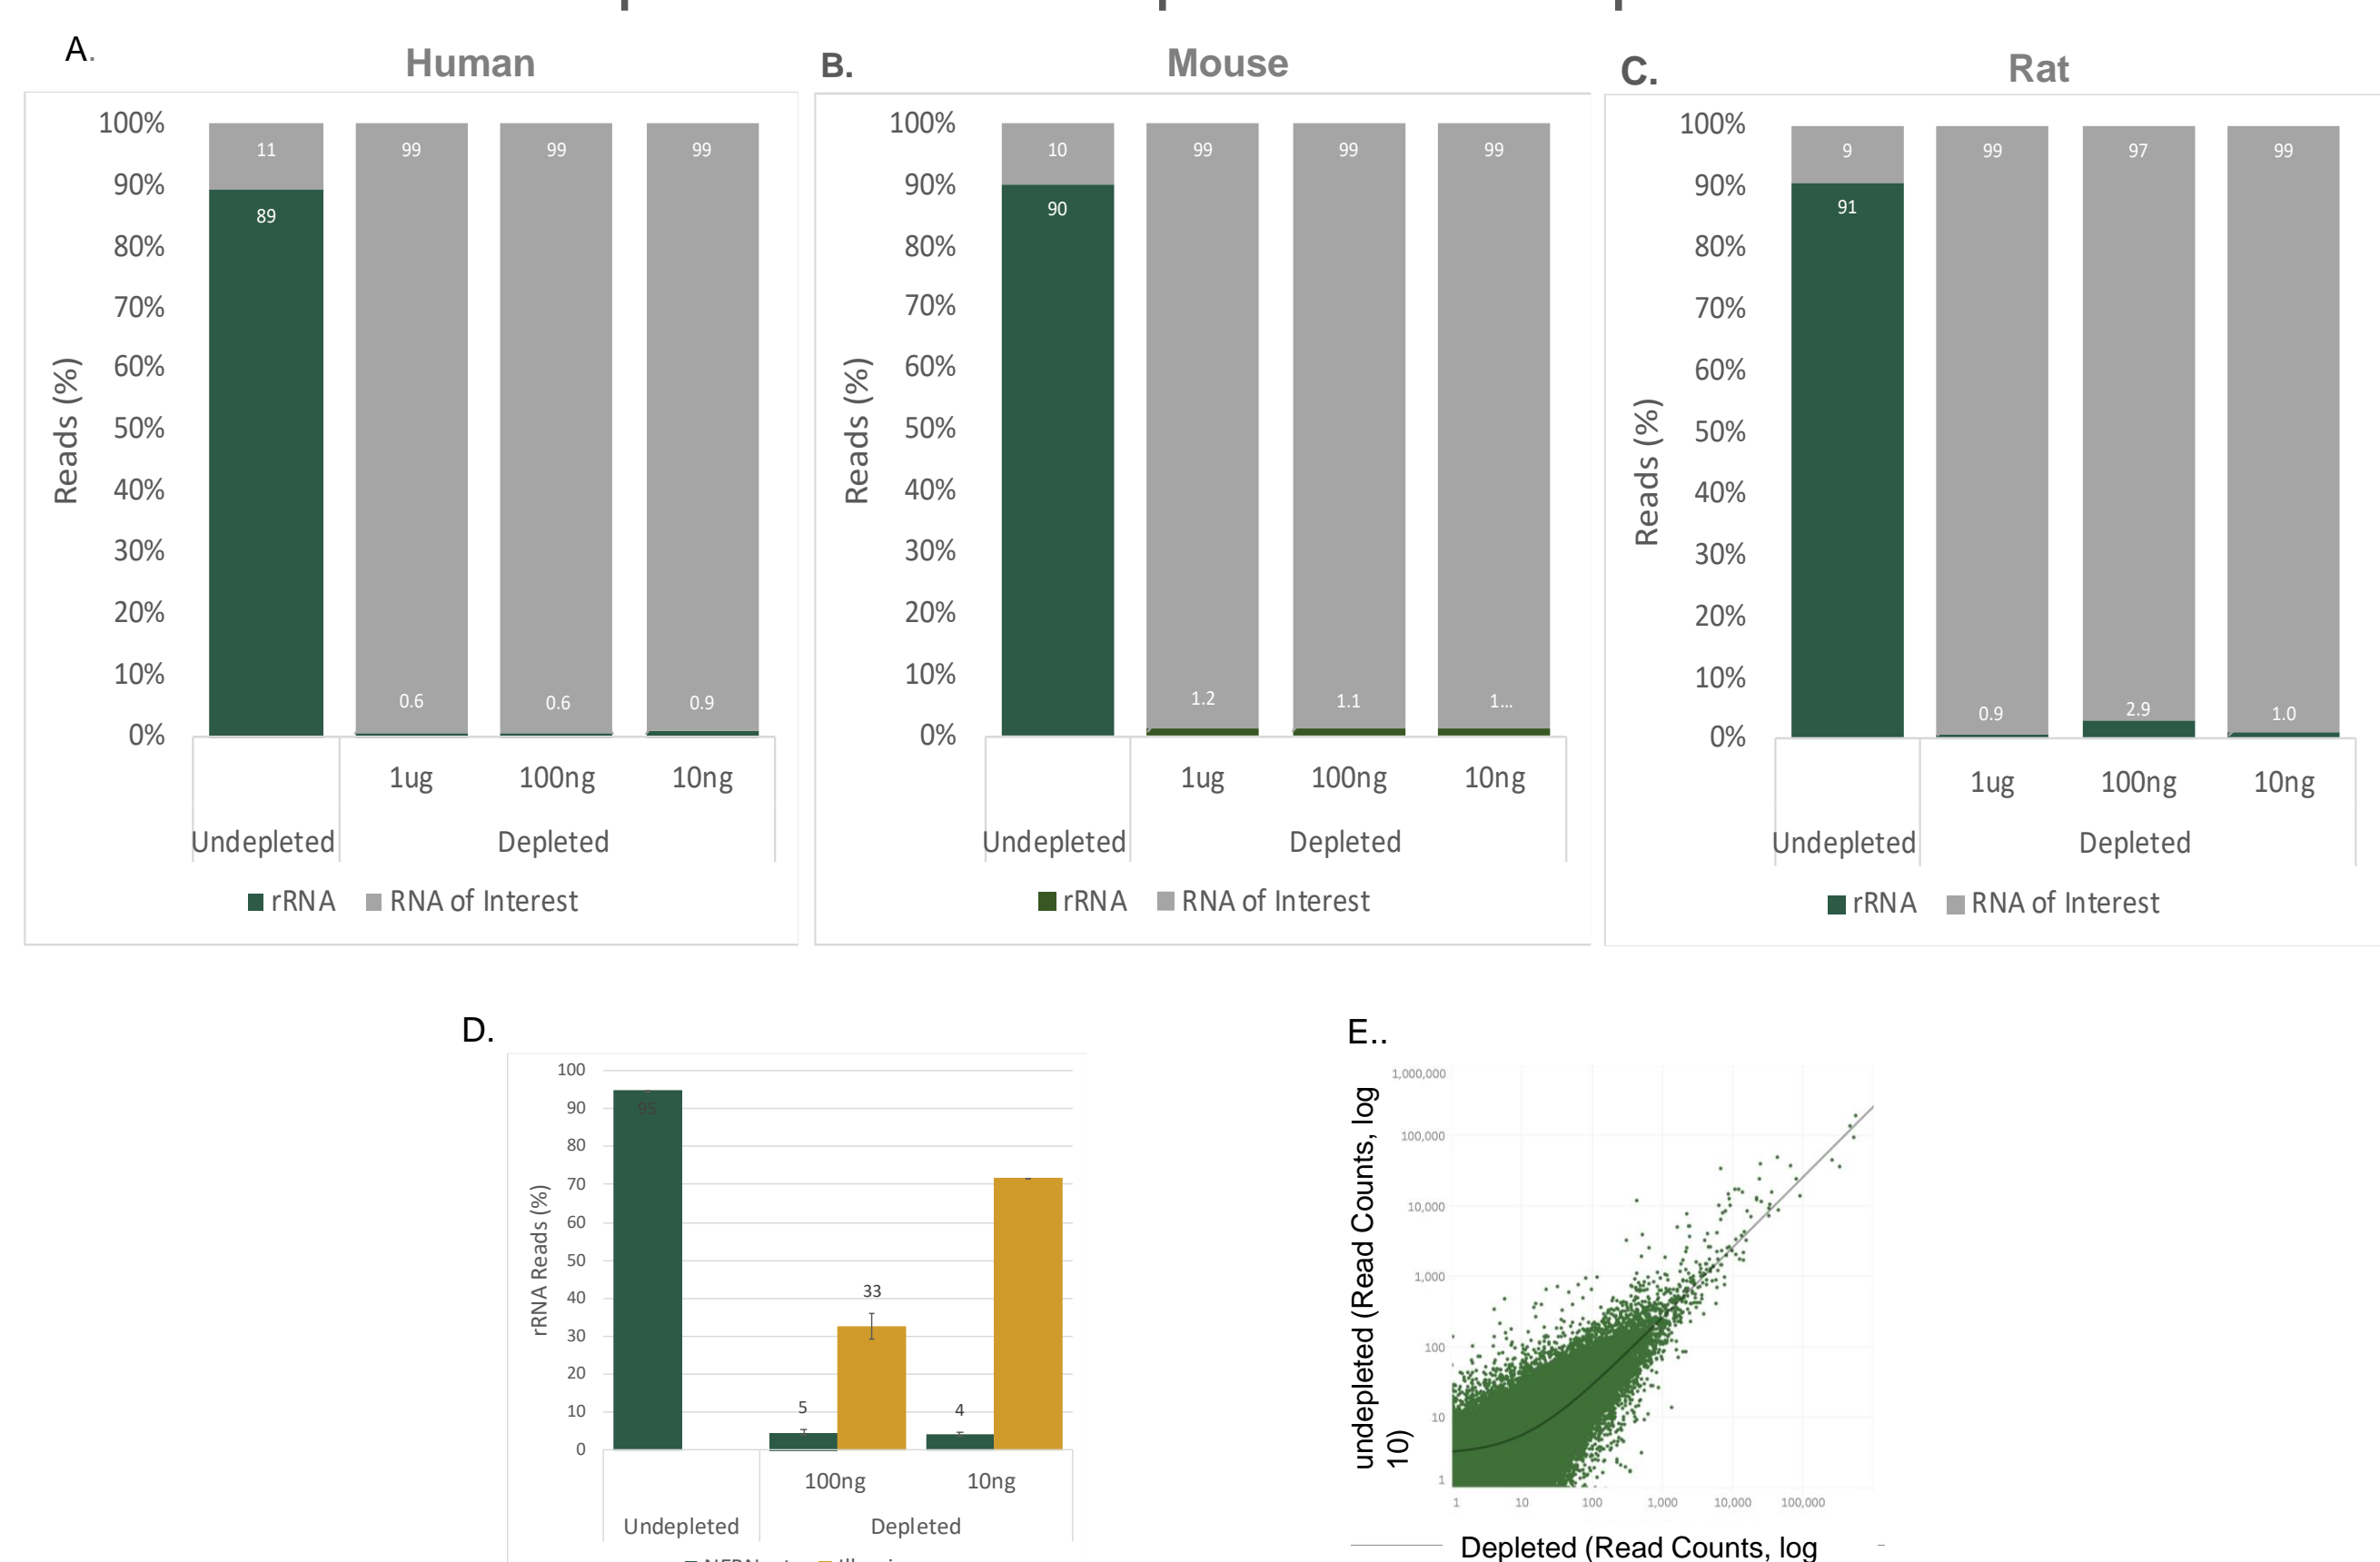 A.
Human
100%
90%
80%
70%
60%
50%
40%
30%
20%
10%
0%
Reads (%)
11
89
99
0.6
99
0.6
99
0.9
1ug
100ng
10ng
Undepleted
Depleted
rRNA
RNA of Interest
B.
Mouse
100%
90%
80%
70%
60%
50%
40%
30%
20%
10%
0%
Reads (%)
10
90
99
1.2
99
1.1
99
1...
1ug
100ng
10ng
Undepleted
Depleted
rRNA
RNA of Interest
C.
Rat
100%
90%
80%
70%
60%
50%
40%
30%
20%
10%
0%
Reads (%)
9
91
99
0.9
97
2.9
99
1.0
1ug
100ng
10ng
Undepleted
Depleted
rRNA
RNA of Interest
D.
100
90
80
70
60
50
40
30
20
10
0
rRNA Reads (%)
95
5
33
4
100ng
10ng
Undepleted
Depleted
E..
undepleted (Read Counts, log
10)
1,000,000
100,000
10,000
1,000
100
10
1
1
10
100
1,000
10,000
100,000
Depleted (Read Counts, log